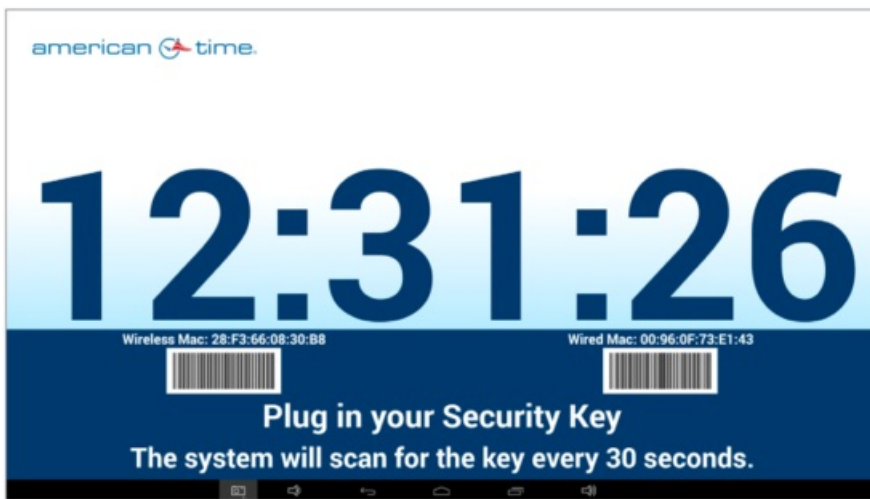 american time.
12:31:26
Wireless Mac: 28:F3:66:08:30:B8
Wired Mac: 00:96:0F:73:E1:43
Plug in your Security Key
The system will scan for the key every 30 seconds.